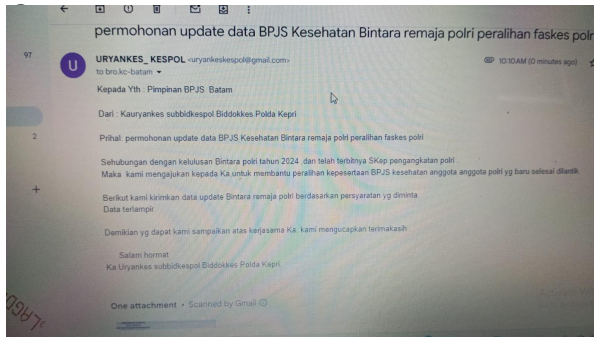 permohonan update data BPJS Kesehatan Bintara remaja polri peralihan faskes polr
97
U
URYANKES_ KESPOL <uryankeskespol@gmail.com>
10:10 AM (0 minutes ago)
to bro.kc-batam
Kepada Yth : Pimpinan BPJS Batam
Dari : Kauryankes subbidkespol Biddokkes Polda Kepri
Prihal: permohonan update data BPJS Kesehatan Bintara remaja polri peralihan faskes polri
2
Sehubungan dengan kelulusan Bintara polri tahun 2024 ,dan telah terbitnya SKep pengangkatan polri .
Maka kami mengajukan kepada Ka.untuk membantu peralihan kepesertaan BPJS kesehatan anggota anggota polri yg baru selesai dilantik
Berikut kami kirimkan data update Bintara remaja polri berdasarkan persyaratan yg diminta
Data terlampir.
Demikian yg dapat kami sampaikan atas kerjasama Ka. kami mengucapkan terimakasih
Salam hormat
Ka Uryankes subbidkespol Biddokkes Polda Kepri.
One attachment • Scanned by Gmail